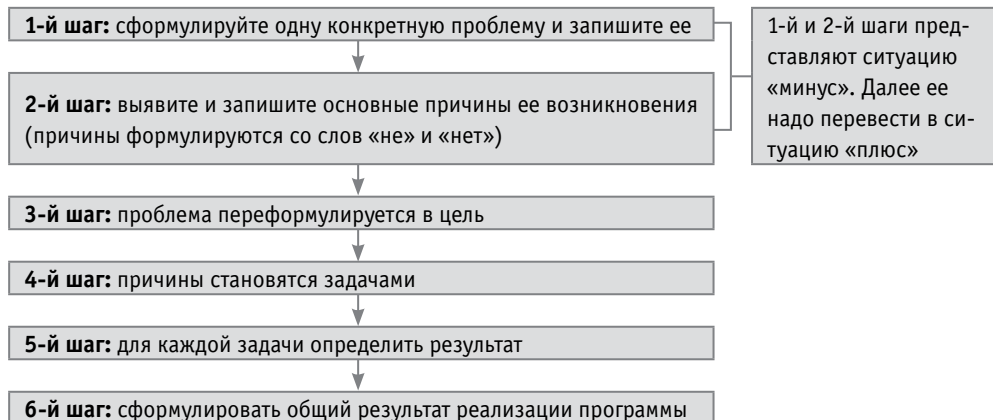 1-й шаг: сформулируйте одну конкретную проблему и запишите ее
2-й шаг: выявите и запишите основные причины ее возникновения
(причины формулируются со слов «не» и «нет»)
1-й и 2-й шаги пред-
ставляют ситуацию
«минус». Далее ее
надо перевести в си-
туацию «плюс»
3-й шаг: проблема переформулируется в цель
4-й шаг: причины становятся задачами
5-й шаг: для каждой задачи определить результат
6-й шаг: сформулировать общий результат реализации программы